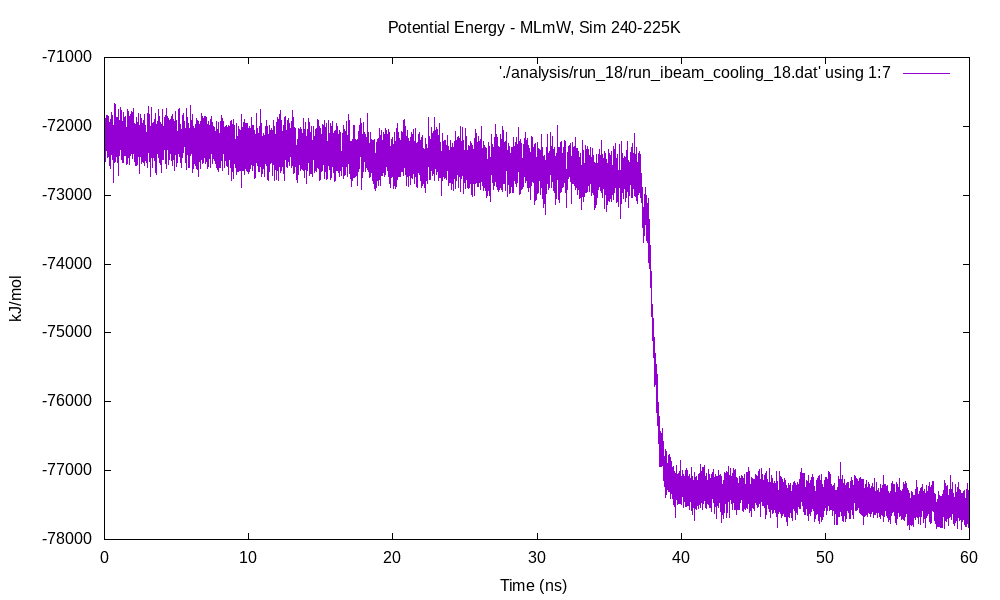 Potential Energy - MLmW, Sim 240-225K
'./analysis/run_18/run_ibeam_cooling_18.dat' using 1:7
-71000
-72000
-73000
-74000
-75000
-76000
-77000
-78000
kJ/mol
0 10 20 30 40 50 60
Time (ns)